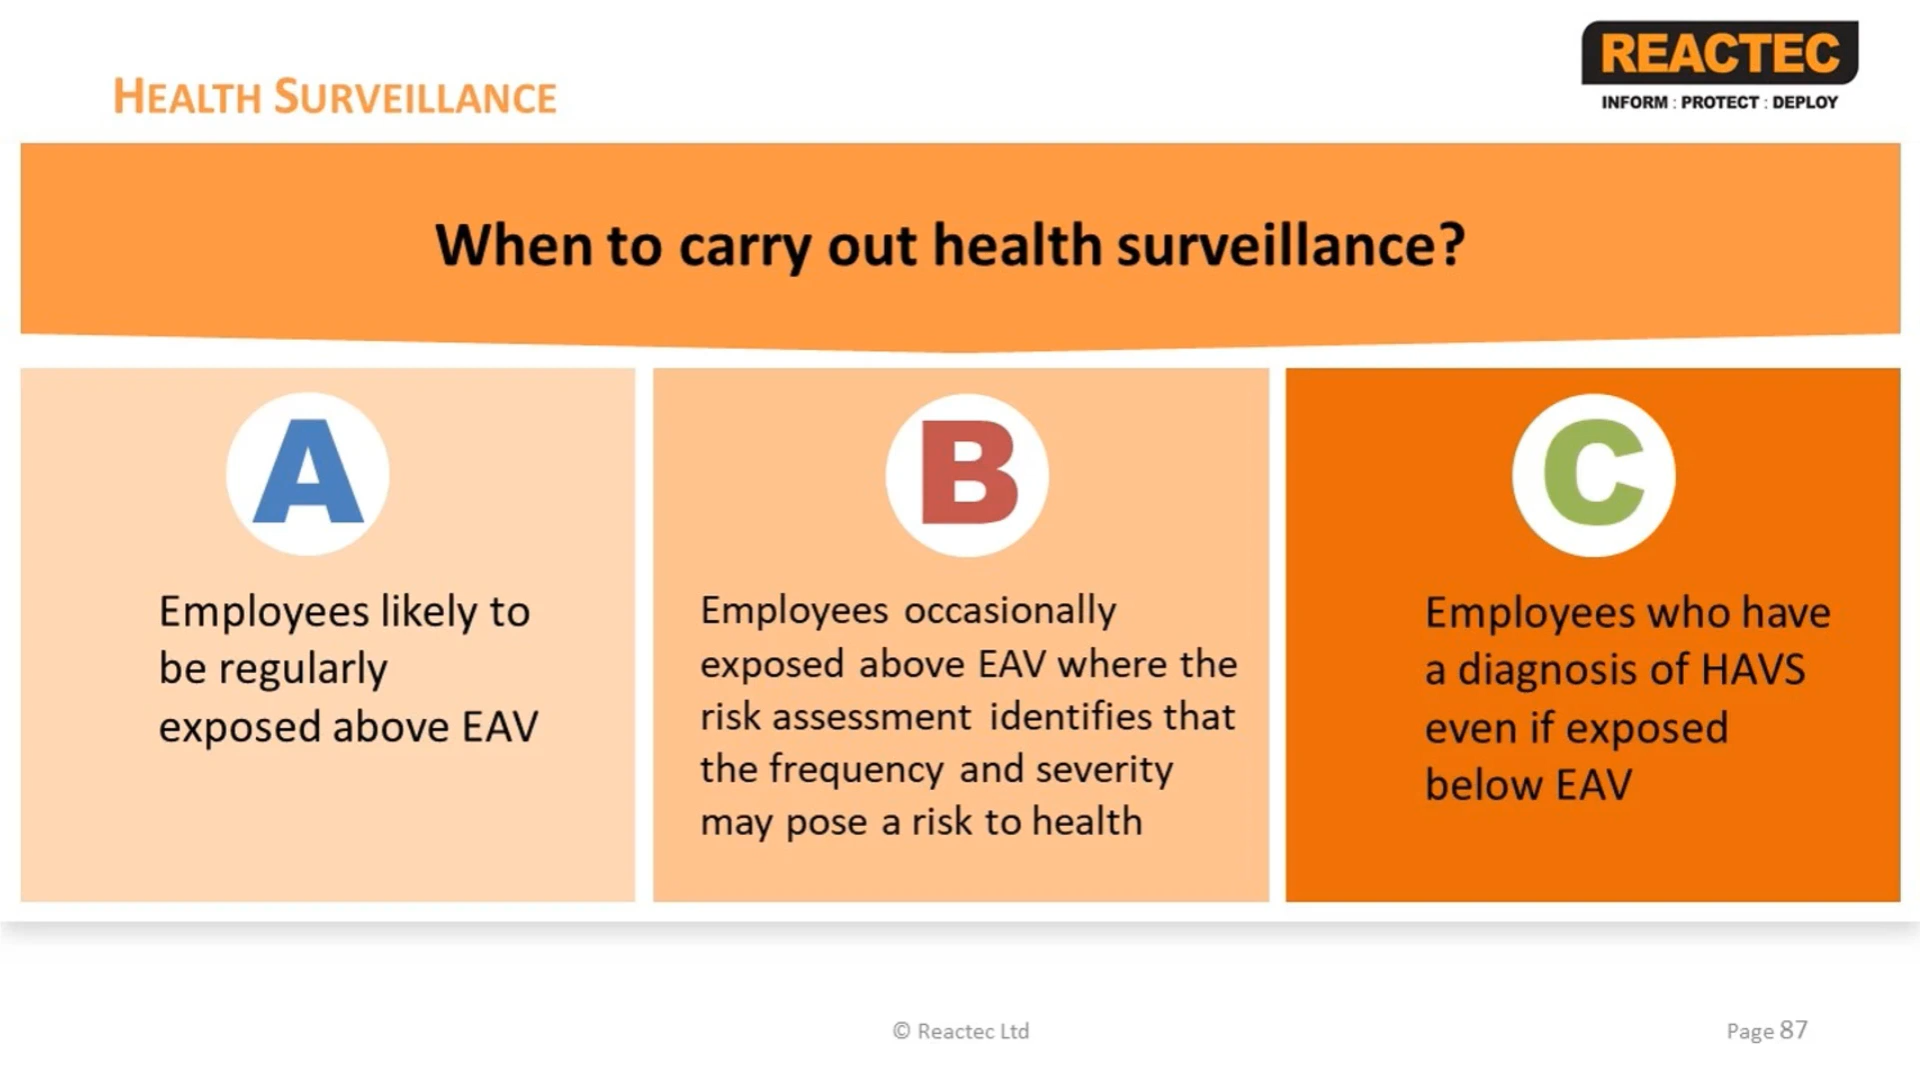 REACTEC
INFORM : PROTECT : DEPLOY
HEALTH SURVEILLANCE
When to carry out health surveillance?
A
Employees likely to
be regularly
exposed above EAV
B
Employees occasionally
exposed above EAV where the
risk assessment identifies that
the frequency and severity
may pose a risk to health
C
Employees who have
a diagnosis of HAVS
even if exposed
below EAV
© Reactec Ltd
Page 87